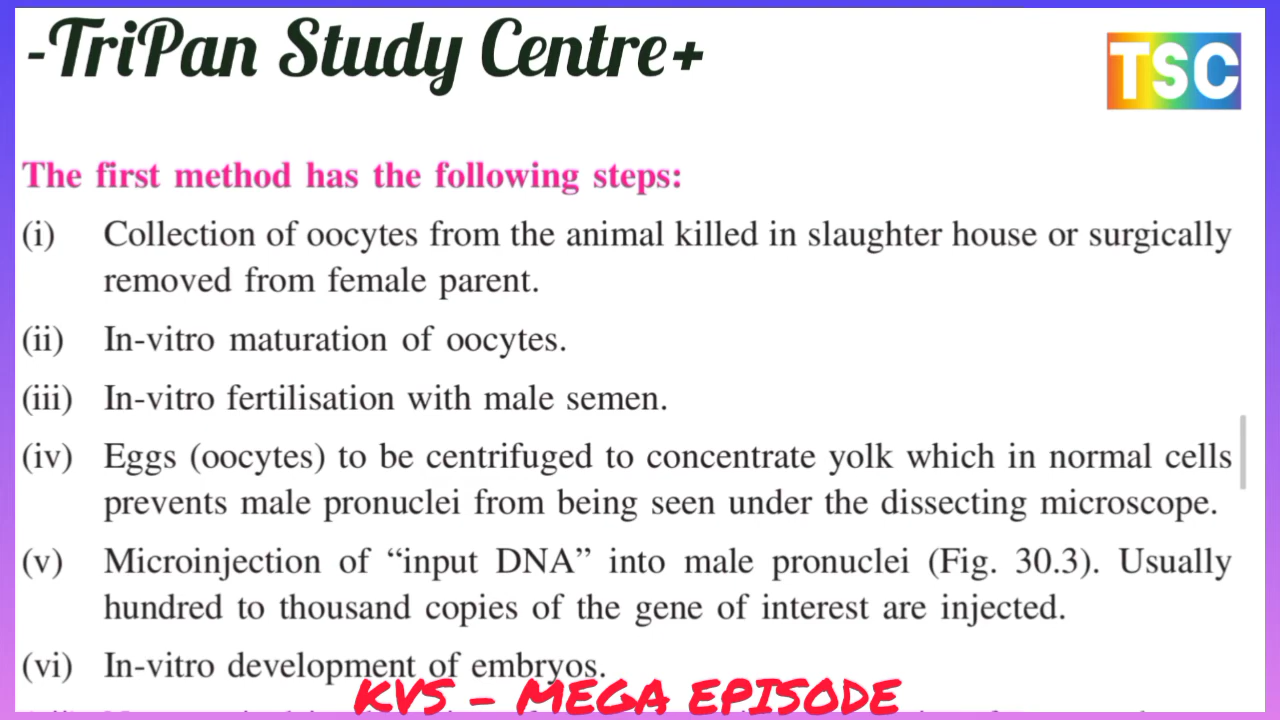 -TriPan Study Centre+
TSC
The first method has the following steps:
(i) Collection of oocytes from the animal killed in slaughter house or surgically
removed from female parent.
(ii) In-vitro maturation of oocytes.
(iii) In-vitro fertilisation with male semen.
(iv) Eggs (oocytes) to be centrifuged to concentrate yolk which in normal cells
prevents male pronuclei from being seen under the dissecting microscope.
(v) Microinjection of “input DNA” into male pronuclei (Fig. 30.3). Usually
hundred to thousand copies of the gene of interest are injected.
(vi) In-vitro development of embryos.
KVS - MEGA EPISODE